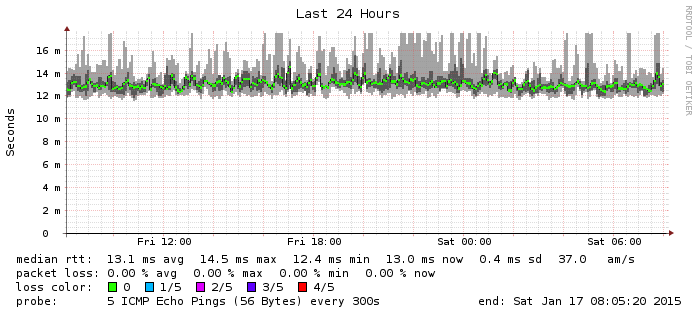 Last 24 Hours
RRDTOOL / TOBI OETIKER
Seconds
16 m
14 m
12 m
10 m
8 m
6 m
4 m
2 m
0
Fri 12:00 Fri 18:00 Sat 00:00 Sat 06:00
median rtt: 13.1 ms avg 14.5 ms max 12.4 ms min 13.0 ms now 0.4 ms sd 37.0 am/s
packet loss: 0.00 % avg 0.00 % max 0.00 % min 0.00 % now
loss color: 0 1/5 2/5 3/5 4/5
probe: 5 ICMP Echo Pings (56 Bytes) every 300s end: Sat Jan 17 08:05:20 2015